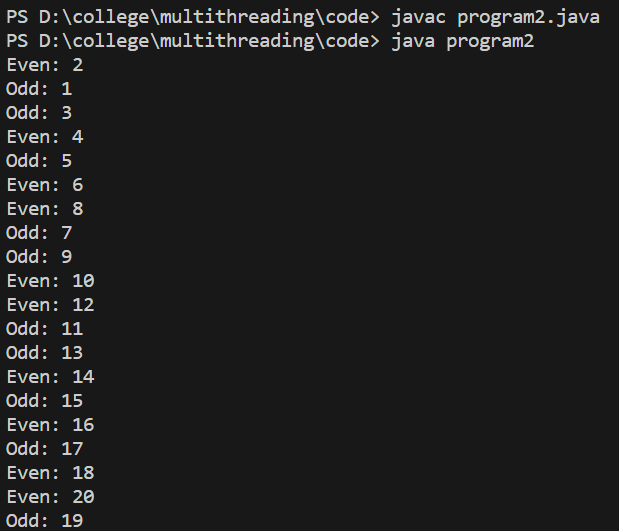 PS D:\college\multithreading\code> javac program2.java
PS D:\college\multithreading\code> java program2
Even: 2
Odd: 1
Odd: 3
Even: 4
Odd: 5
Even: 6
Even: 8
Odd: 7
Odd: 9
Even: 10
Even: 12
Odd: 11
Odd: 13
Even: 14
Odd: 15
Even: 16
Odd: 17
Even: 18
Even: 20
Odd: 19